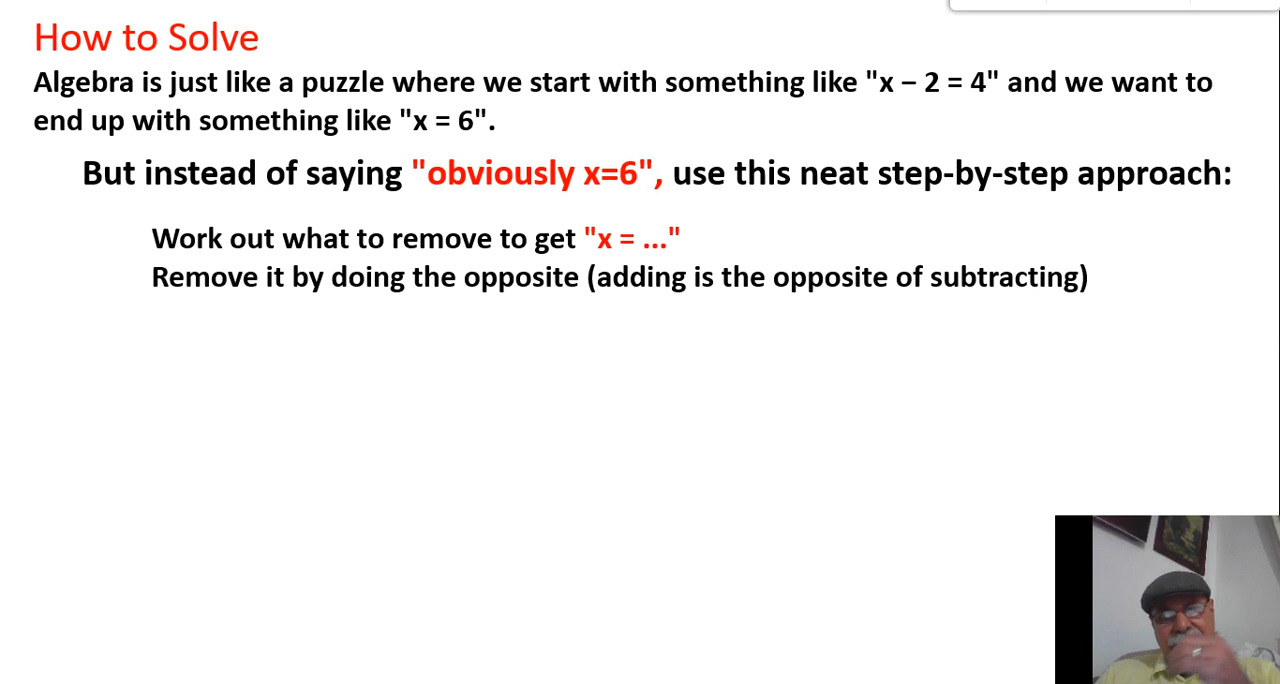 How to Solve
Algebra is just like a puzzle where we start with something like "x – 2 = 4" and we want to
end up with something like "x = 6".
But instead of saying "obviously x=6", use this neat step-by-step approach:
Work out what to remove to get "x = ..."
Remove it by doing the opposite (adding is the opposite of subtracting)